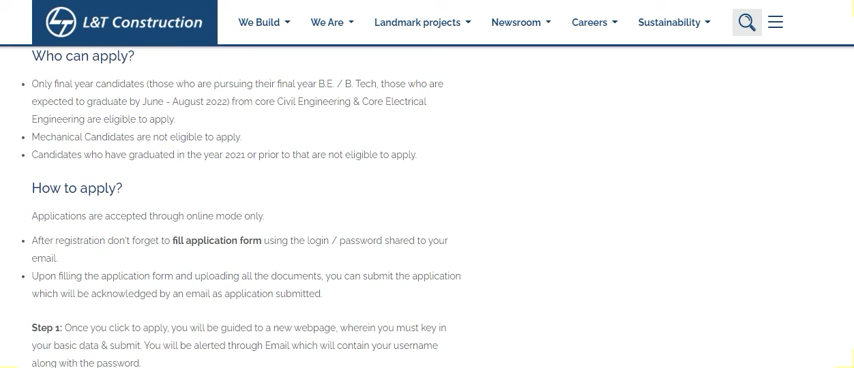 L&T Construction
We Build
We Are
Landmark projects
Newsroom
Careers
Sustainability
Who can apply?
Only final year candidates (those who are pursuing their final year B.E. / B. Tech, those who are
expected to graduate by June - August 2022) from core Civil Engineering & Core Electrical
Engineering are eligible to apply.
Mechanical Candidates are not eligible to apply.
Candidates who have graduated in the year 2021 or prior to that are not eligible to apply.
How to apply?
Applications are accepted through online mode only.
After registration don't forget to fill application form using the login / password shared to your
email.
Upon filling the application form and uploading all the documents, you can submit the application
which will be acknowledged by an email as application submitted.
Step 1: Once you click to apply, you will be guided to a new webpage, wherein you must key in
your basic data & submit. You will be alerted through Email which will contain your username
along with the password.